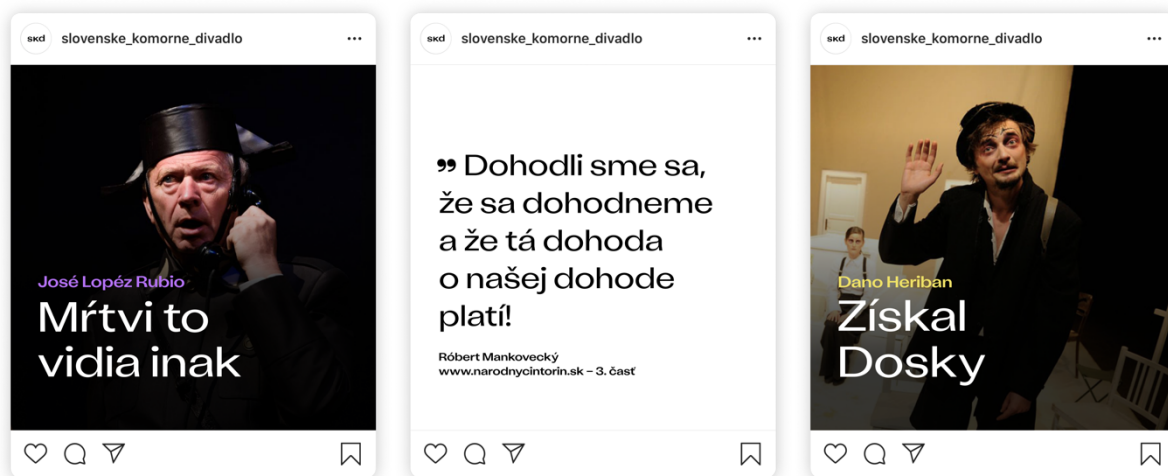 skd slovenske_komorne_divadlo
José Lopéz Rubio
Mŕtvi to
vidia inak
skd slovenske_komorne_divadlo
” Dohodli sme sa,
že sa dohodneme
a že tá dohoda
o našej dohode
platí!
Róbert Mankovecký
www.narodnycintorin.sk – 3. časť
skd slovenske_komorne_divadlo
Dano Heriban
Získal
Dosky